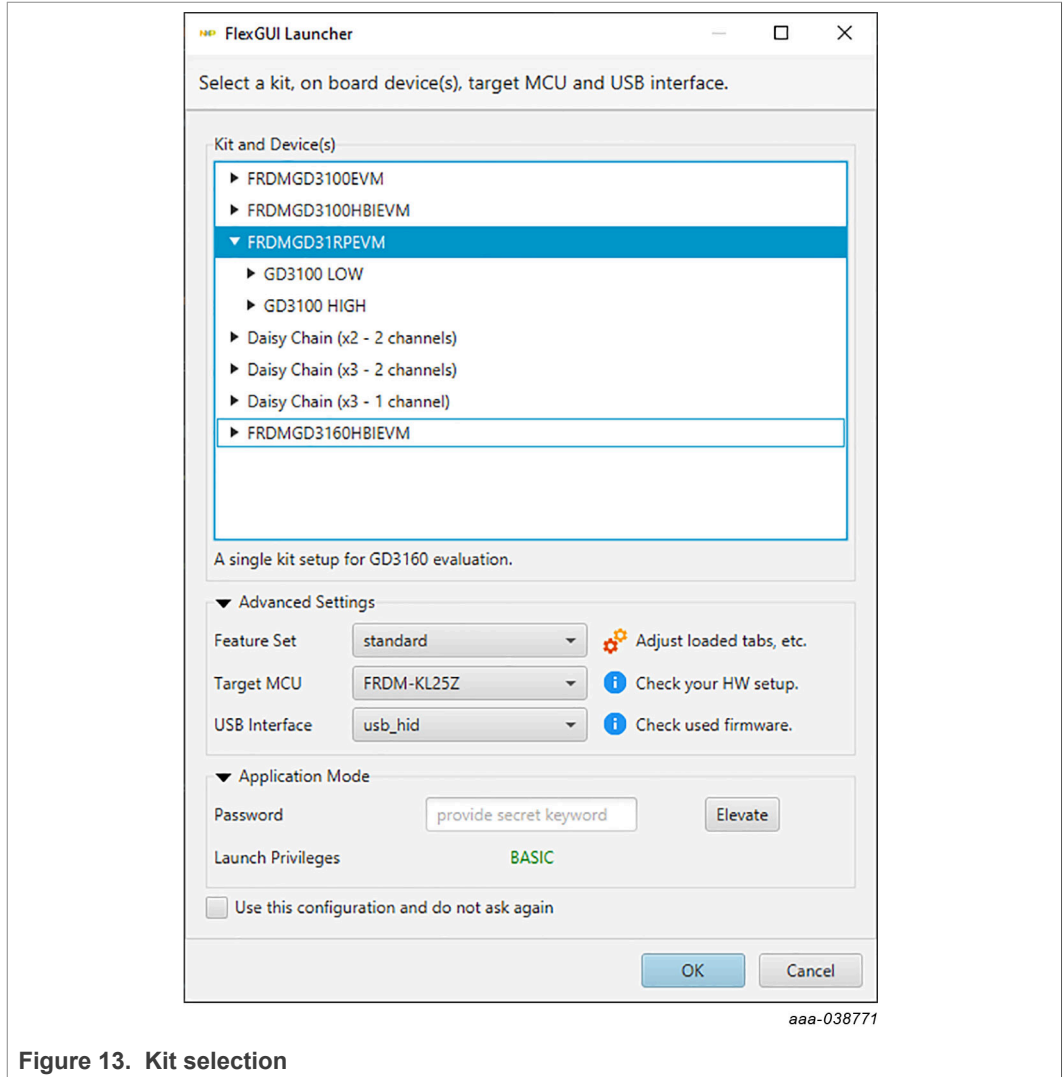 NXP FlexGUI Launcher
Select a kit, on board device(s), target MCU and USB interface.
Kit and Device(s)
FRDMGD3100EVM
FRDMGD3100HBIEVM
FRDMGD31RPEVM
GD3100 LOW
GD3100 HIGH
Daisy Chain (x2 - 2 channels)
Daisy Chain (x3 - 2 channels)
Daisy Chain (x3 - 1 channel)
FRDMGD3160HBIEVM
A single kit setup for GD3160 evaluation.
Advanced Settings
Feature Set standard Adjust loaded tabs, etc.
Target MCU FRDM-KL25Z Check your HW setup.
USB Interface usb_hid Check used firmware.
Application Mode
Password provide secret keyword Elevate
Launch Privileges BASIC
Use this configuration and do not ask again
OK Cancel
aaa-038771
Figure 13. Kit selection